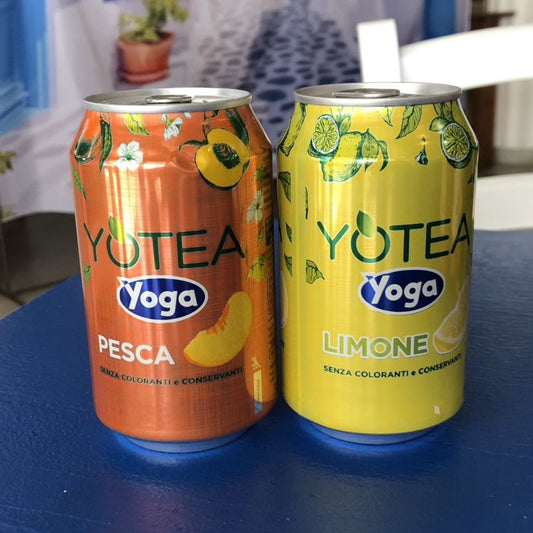 YOTEA
Yoga
PESCA
SENZA COLORANTI e CONSERVANTI
YOTEA
Yoga
LIMONE
SENZA COLORANTI e CONSERVANTI